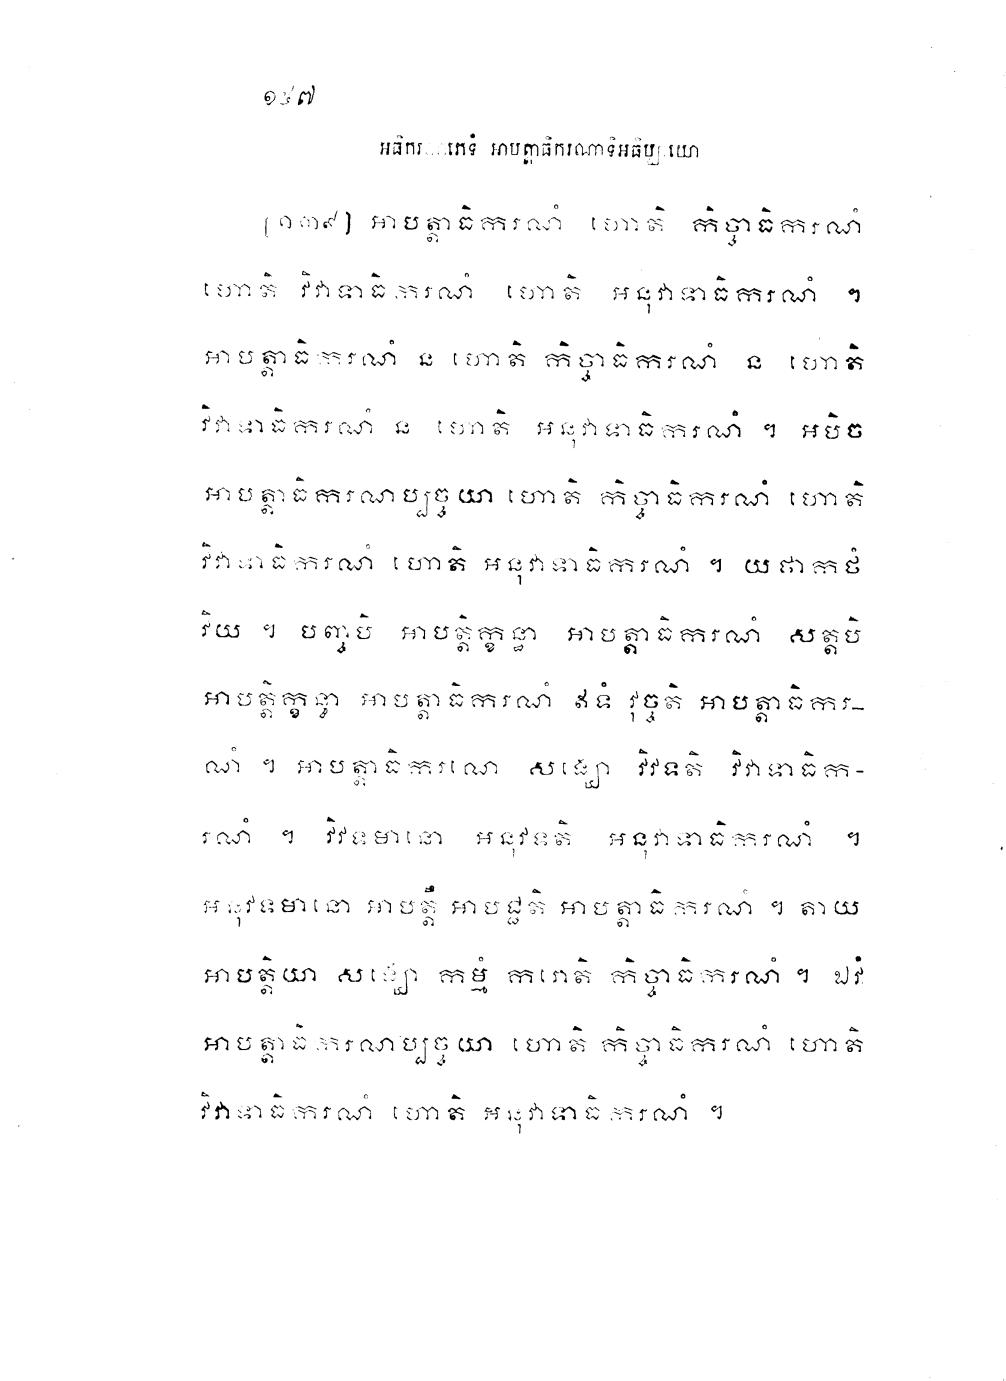 ១៤៧
អាបត្តាធិករណាទិអធិប្បាយោ
[១៣៩] អាបត្តាធិករណំ ហោតិ កិច្ចាធិករណំ
ហោតិ វិវាទាធិករណំ ហោតិ អនុវាទាធិករណំ ។
អាបត្តាធិករណំ ន ហោតិ កិច្ចាធិករណំ ន ហោតិ
វិវាទាធិករណំ ន ហោតិ អនុវាទាធិករណំ ។ អបិច
អាបត្តាធិករណប្បច្ចយា ហោតិ កិច្ចាធិករណំ ហោតិ
វិវាទាធិករណំ ហោតិ អនុវាទាធិករណំ ។ យថាកថំ
វិយ ។ បញ្ចបិ អាបត្តិក្ខន្ធា អាបត្តាធិករណំ សត្តបិ
អាបត្តិក្ខន្ធា អាបត្តាធិករណំ ឥទំ វុច្ចតិ អាបត្តាធិករ-
ណំ ។ អាបត្តាធិករណេ សង្ឃោ វិវទតិ វិវាទាធិក-
រណំ ។ វិវទមានោ អនុវទតិ អនុវាទាធិករណំ ។
អនុវទមានោ អាបត្តឹ អាបជ្ជតិ អាបត្តាធិករណំ ។ តាយ
អាបត្តិយា សង្ឃោ កម្មំ ករោតិ កិច្ចាធិករណំ ។ ឯវំ
អាបត្តាធិករណប្បច្ចយា ហោតិ កិច្ចាធិករណំ ហោតិ
វិវាទាធិករណំ ហោតិ អនុវាទាធិករណំ ។